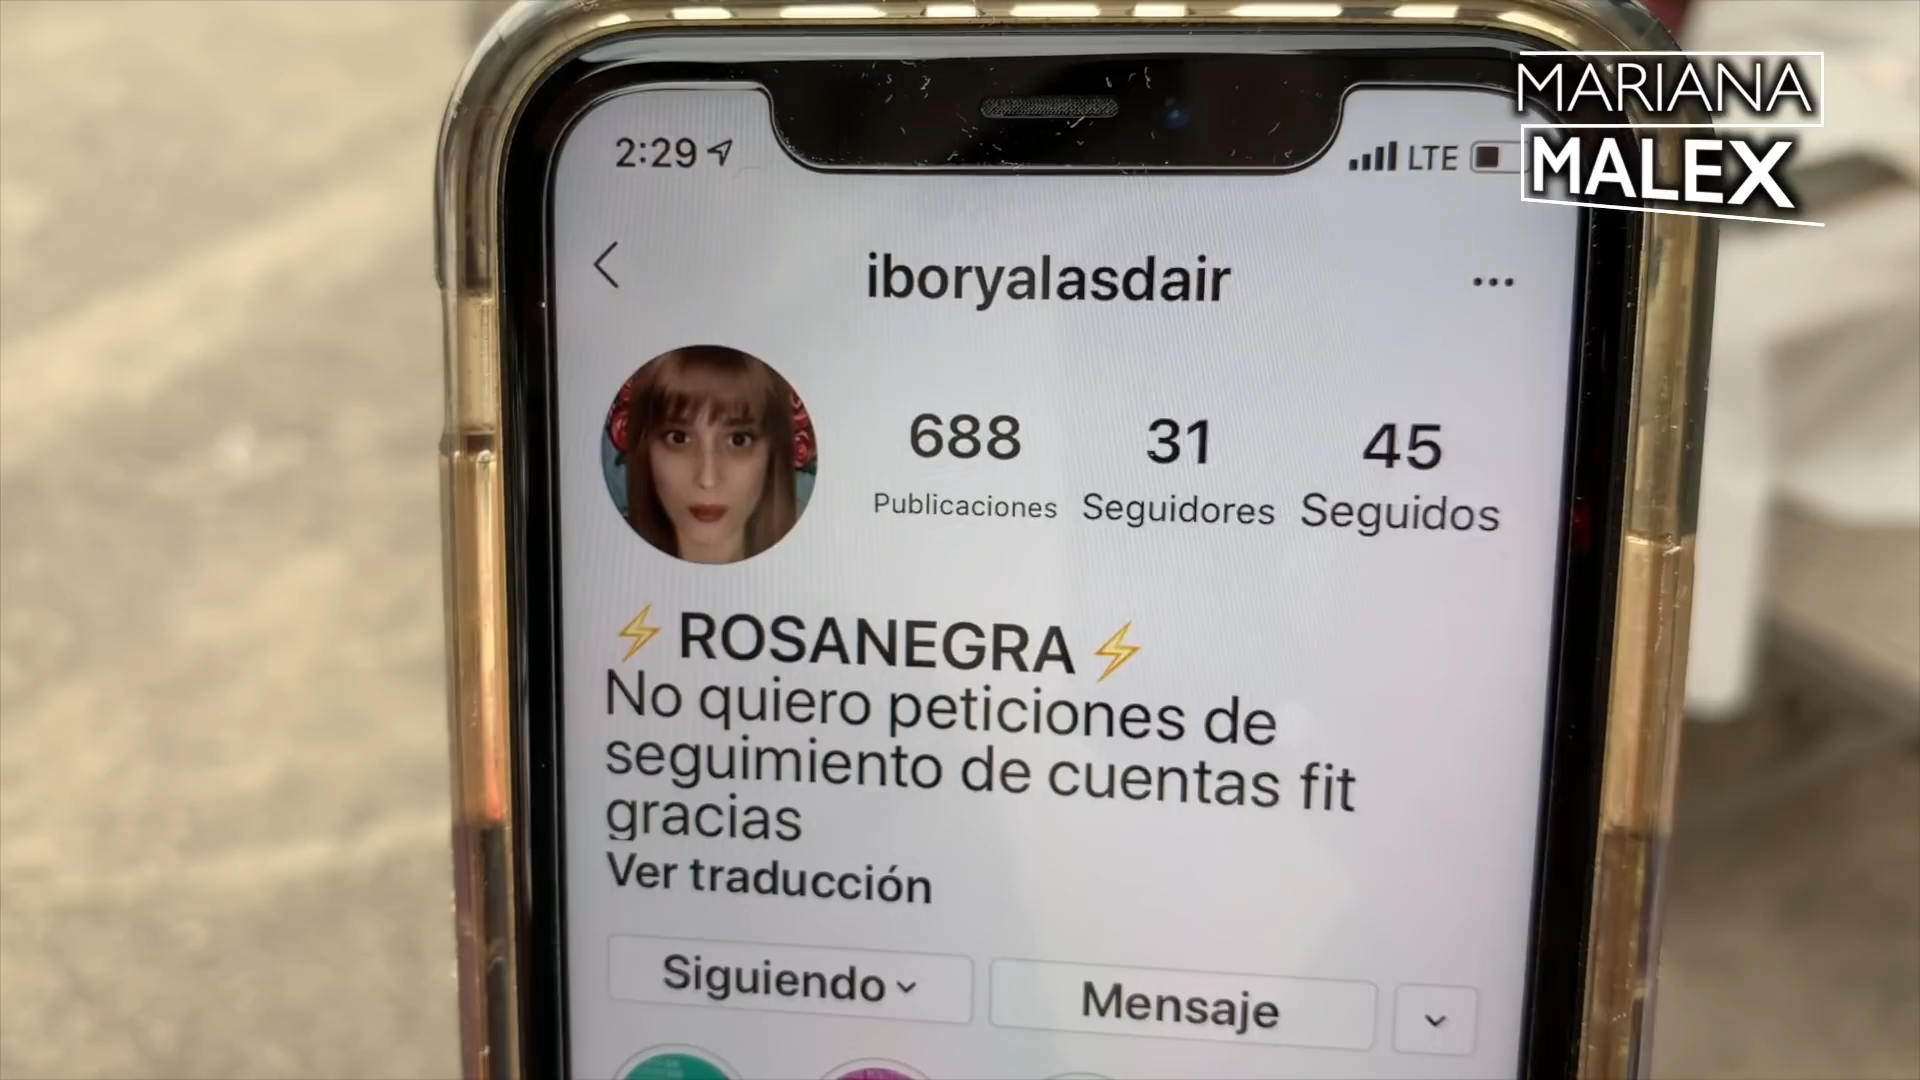 MARIANA
MALEX
2:29
LTE
iboryalasdair
688 31 45
Publicaciones Seguidores Seguidos
⚡ ROSANEGRA ⚡
No quiero peticiones de
seguimiento de cuentas fit
gracias
Ver traducción
Siguiendo Mensaje